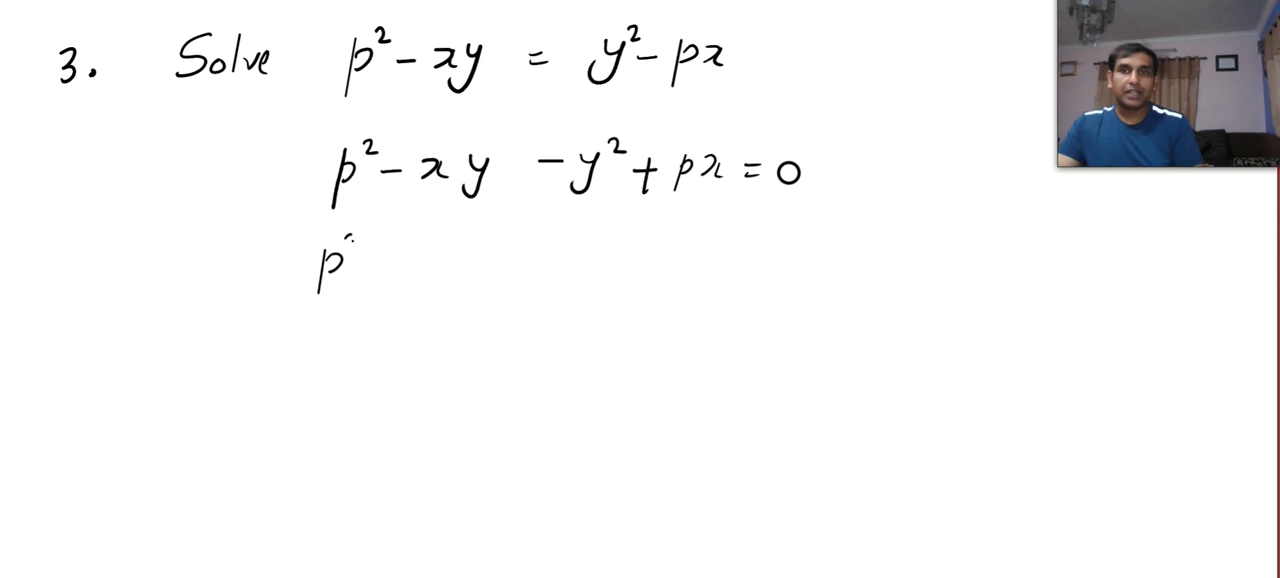 3. Solve p² - xy = y² - px
p² - xy - y² + px = 0
p